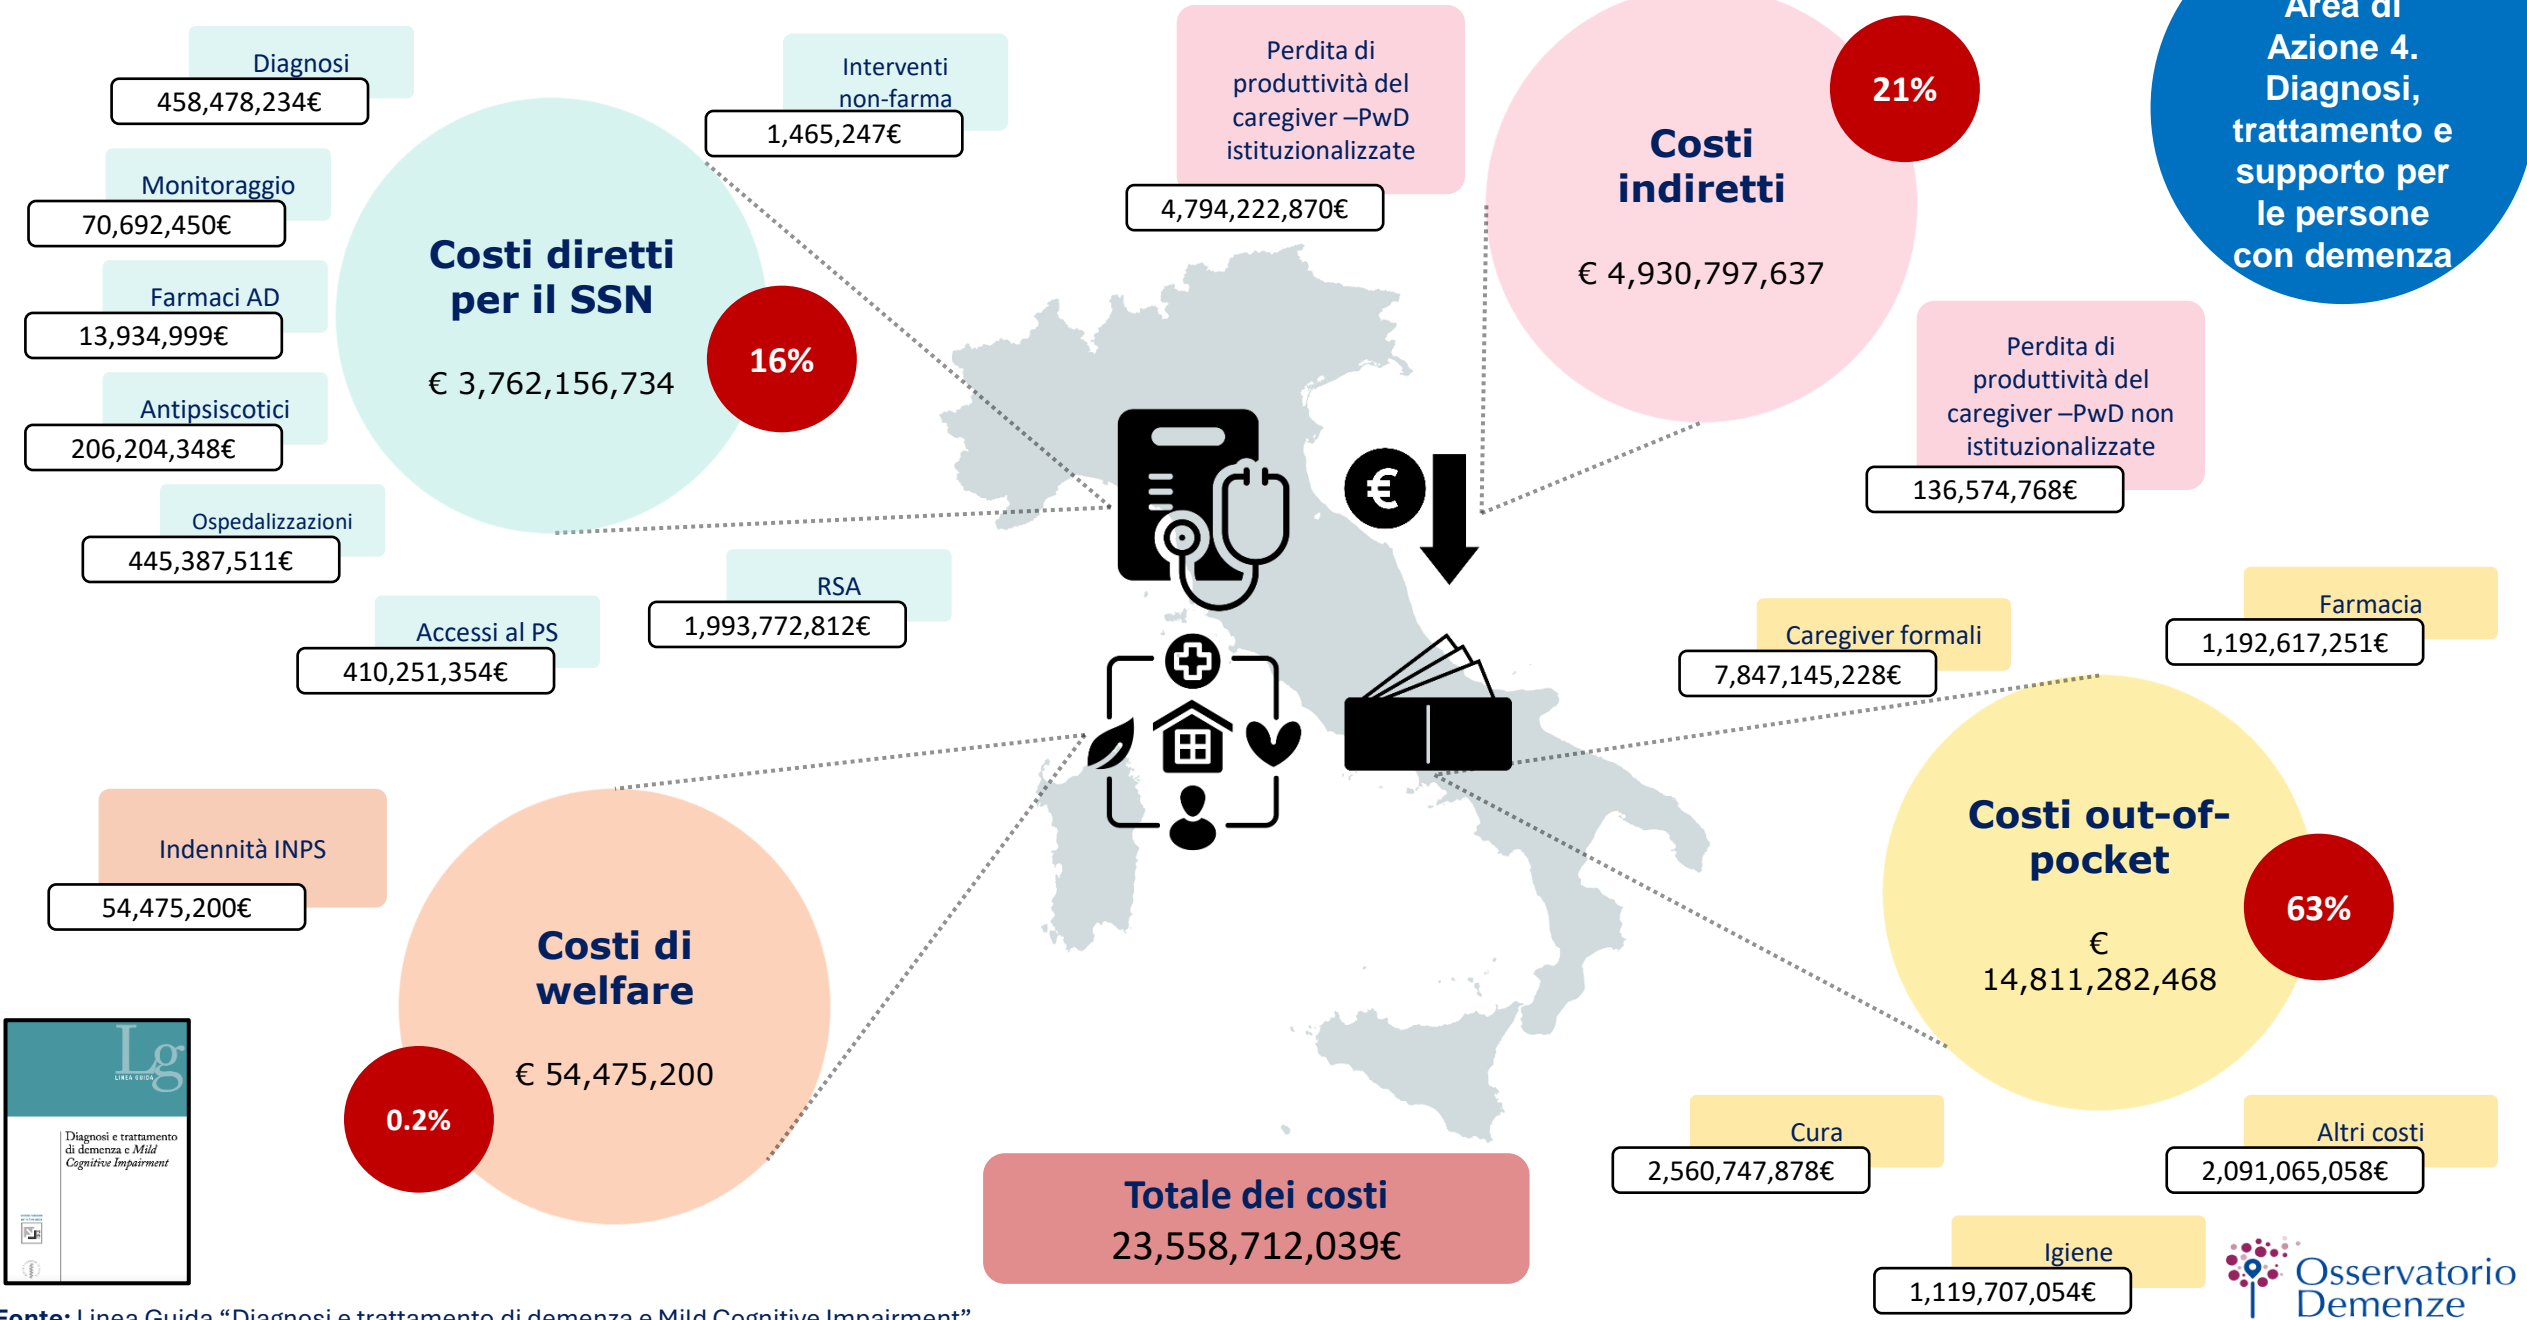 Area di
Azione 4.
Diagnosi,
trattamento e
supporto per
le persone
con demenza
Diagnosi
458,478,234€
Monitoraggio
70,692,450€
Farmaci AD
13,934,999€
Antipsiscotici
206,204,348€
Ospedalizzazioni
445,387,511€
Accessi al PS
410,251,354€
RSA
1,993,772,812€
Interventi
non-farma
1,465,247€
Costi diretti
per il SSN
€ 3,762,156,734
16%
Perdita di
produttività del
caregiver –PwD
istituzionalizzate
4,794,222,870€
Costi
indiretti
€ 4,930,797,637
21%
Perdita di
produttività del
caregiver –PwD non
istituzionalizzate
136,574,768€
€
Caregiver formali
7,847,145,228€
Farmacia
1,192,617,251€
Costi out-of-
pocket
€
14,811,282,468
63%
Cura
2,560,747,878€
Altri costi
2,091,065,058€
Igiene
1,119,707,054€
Indennità INPS
54,475,200€
Costi di
welfare
€ 54,475,200
0.2%
Totale dei costi
23,558,712,039€
Lg
LINEA GUIDA
Diagnosi e trattamento
di demenza e Mild
Cognitive Impairment
Osservatorio
Demenze
Fonte: Linea Guida “Diagnosi e trattamento di demenza e Mild Cognitive Impairment”